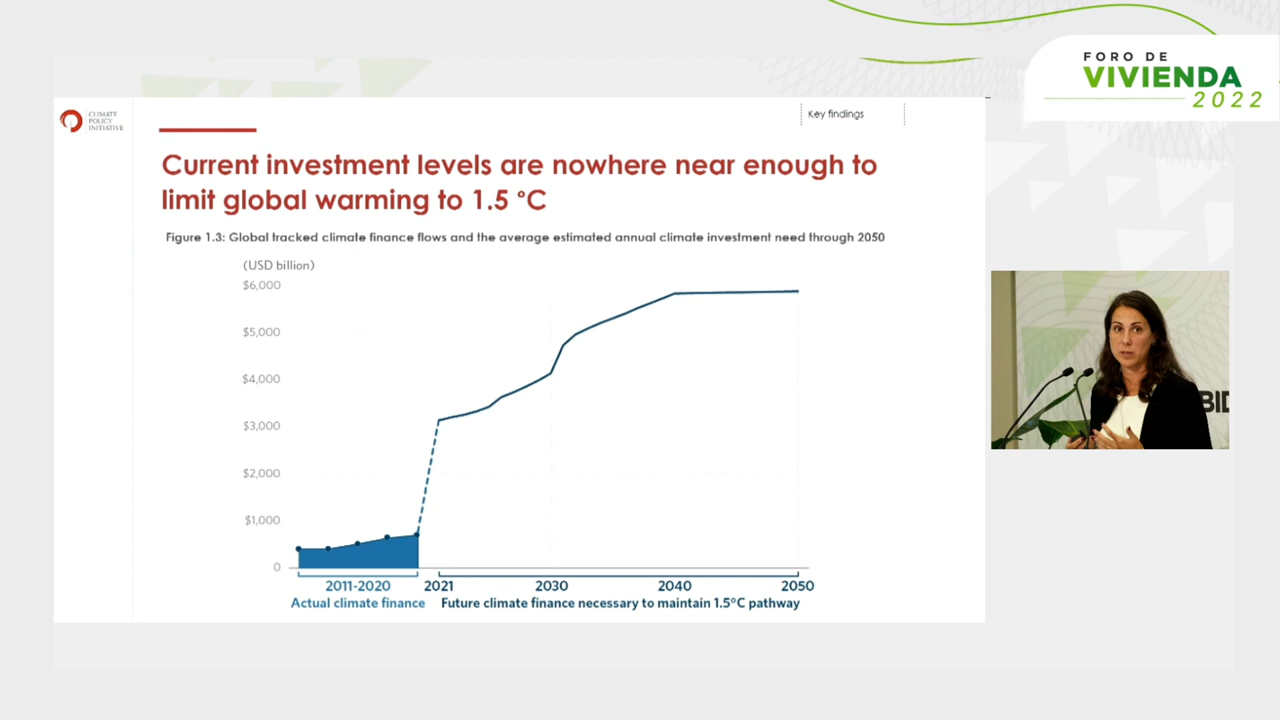 FORO DE
VIVIENDA
2022
CLIMATE
POLICY
INITIATIVE
Key findings
Current investment levels are nowhere near enough to
limit global warming to 1.5 °C
Figure 1.3: Global tracked climate finance flows and the average estimated annual climate investment need through 2050
(USD billion)
$6,000
$5,000
$4,000
$3,000
$2,000
$1,000
0
2011-2020 2021 2030 2040 2050
Actual climate finance Future climate finance necessary to maintain 1.5°C pathway
BID